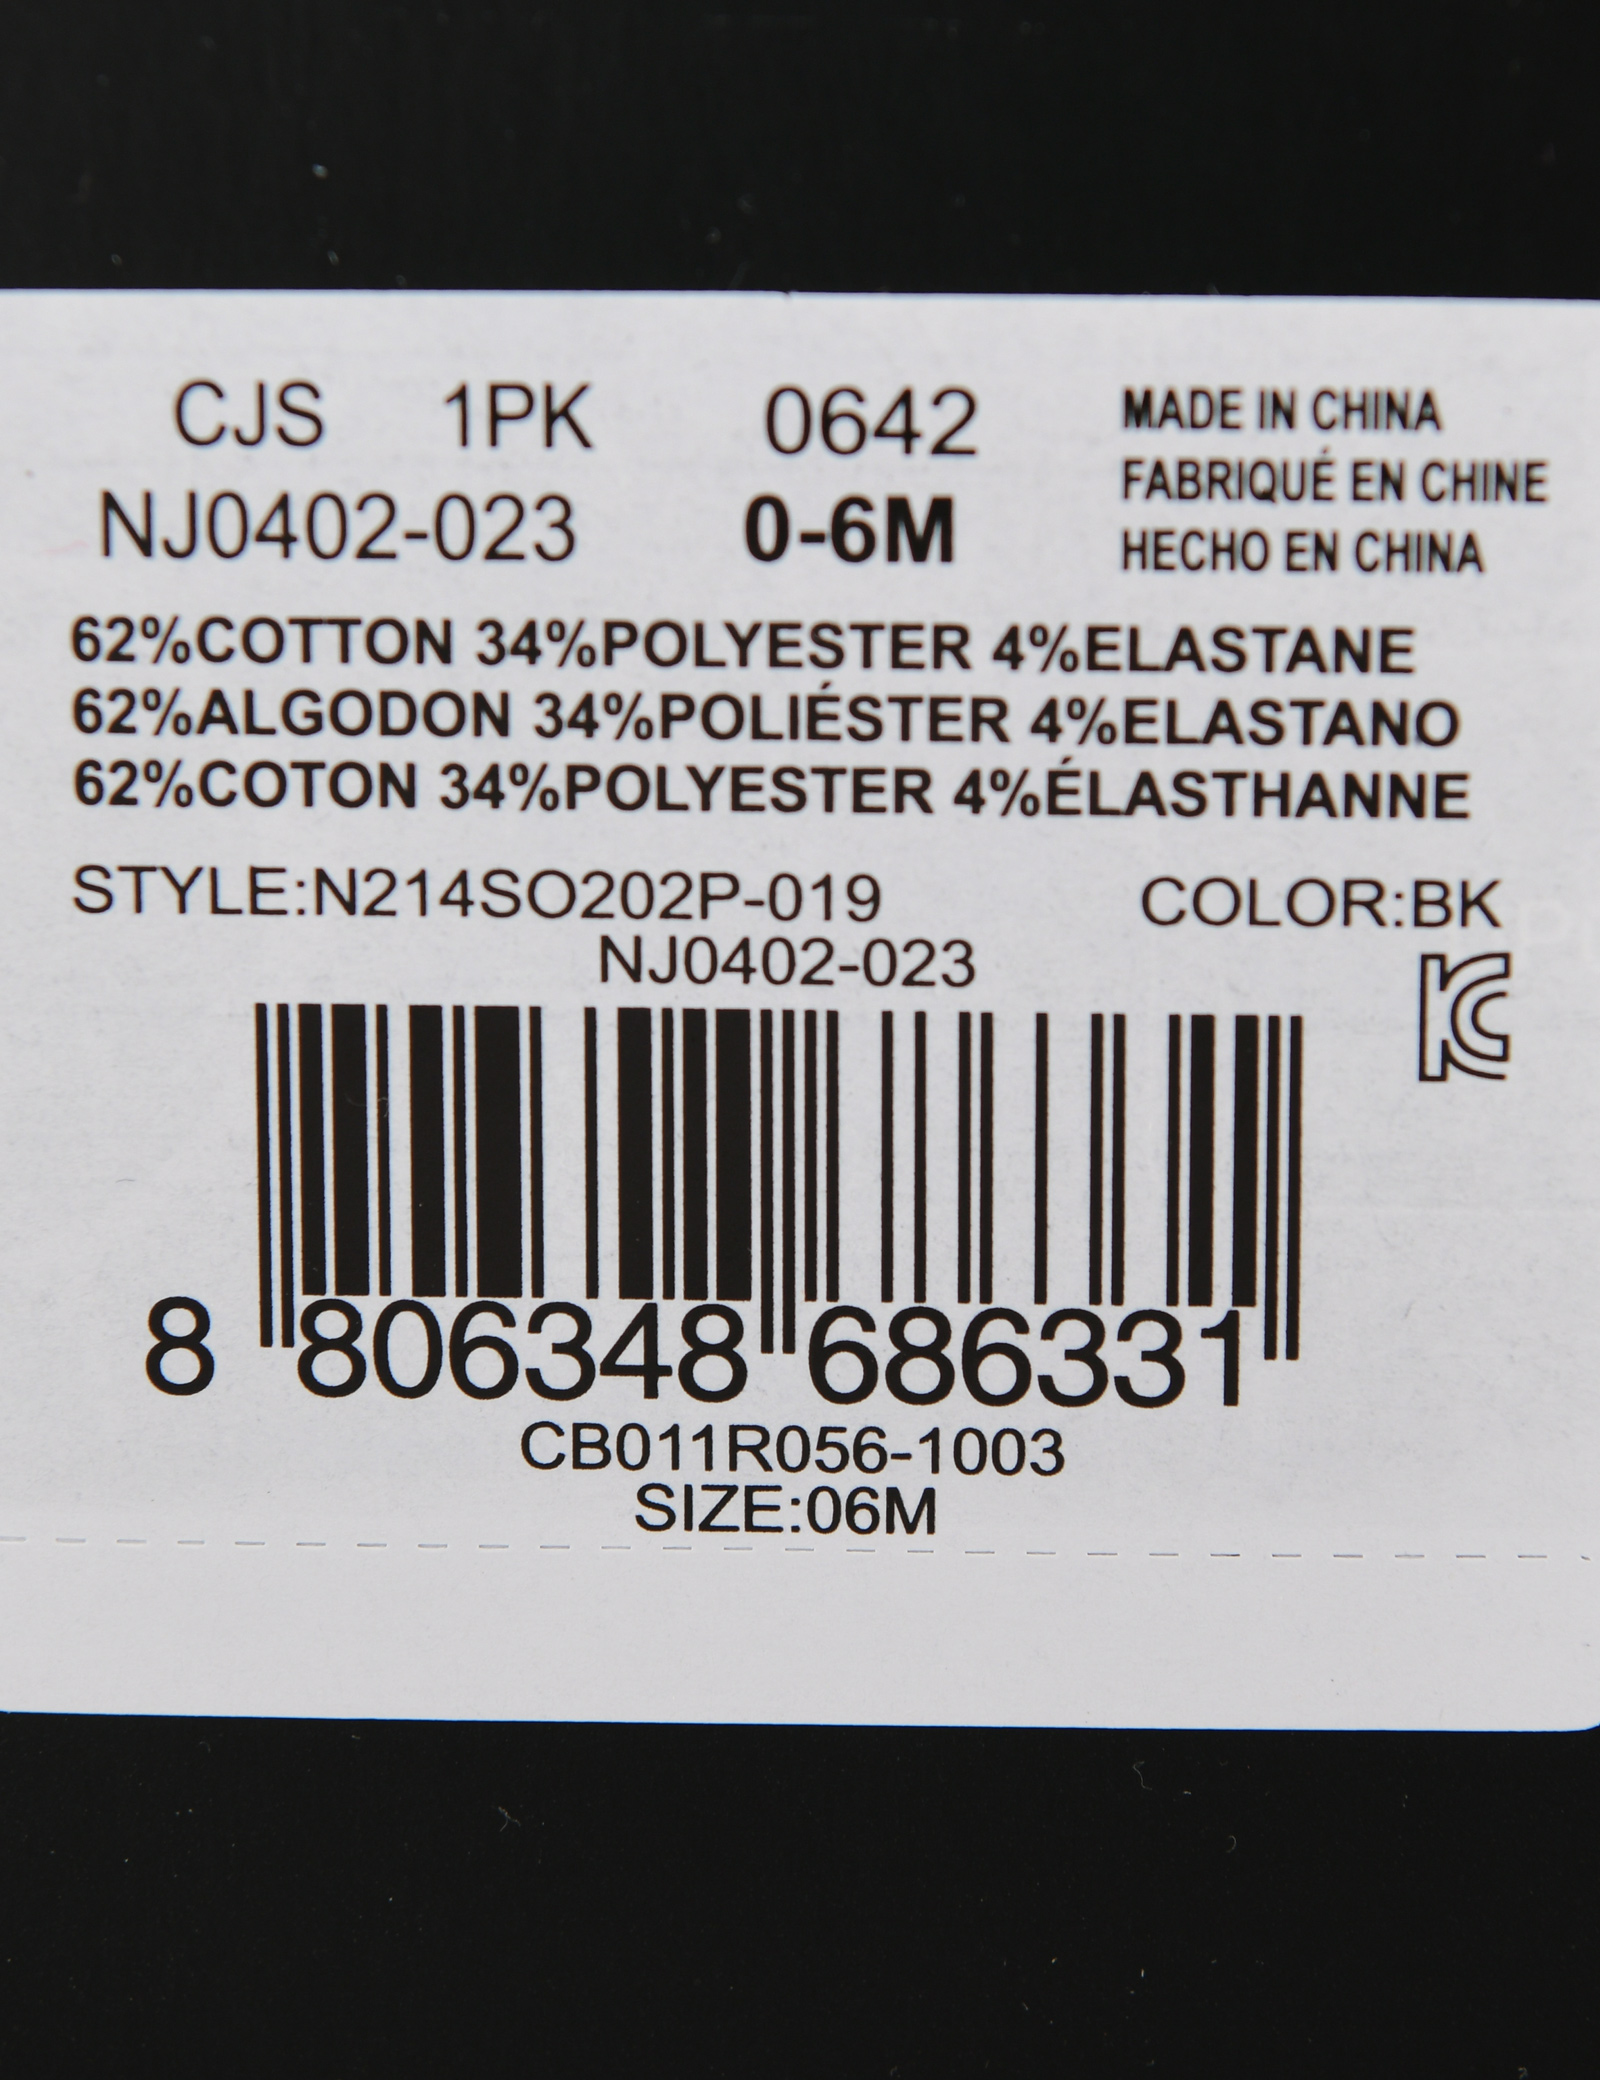 CJS 1PK 0642 MADE IN CHINA
FABRIQUÉ EN CHINE
NJ0402-023 0-6M
HECHO EN CHINA
62%COTTON 34%POLYESTER 4%ELASTANE
62%ALGODON 34%POLIÉSTER 4%ELASTANO
62%COTON 34%POLYESTER 4%ÉLASTHANNE
STYLE:N214SO202P-019 COLOR:BK
NJ0402-023
8 806348 686331
CB011R056-1003
SIZE:06M